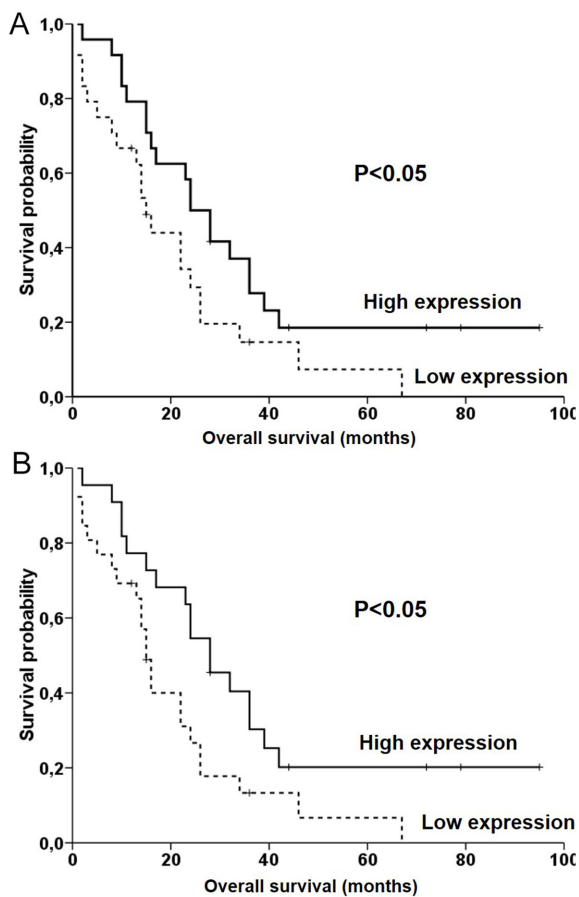 A
1,0
0,8
0,6
0,4
0,2
0,0
Survival probability
P<0.05
High expression
Low expression
0 20 40 60 80 100
Overall survival (months)
B
1,0
0,8
0,6
0,4
0,2
0,0
Survival probability
P<0.05
High expression
Low expression
0 20 40 60 80 100
Overall survival (months)